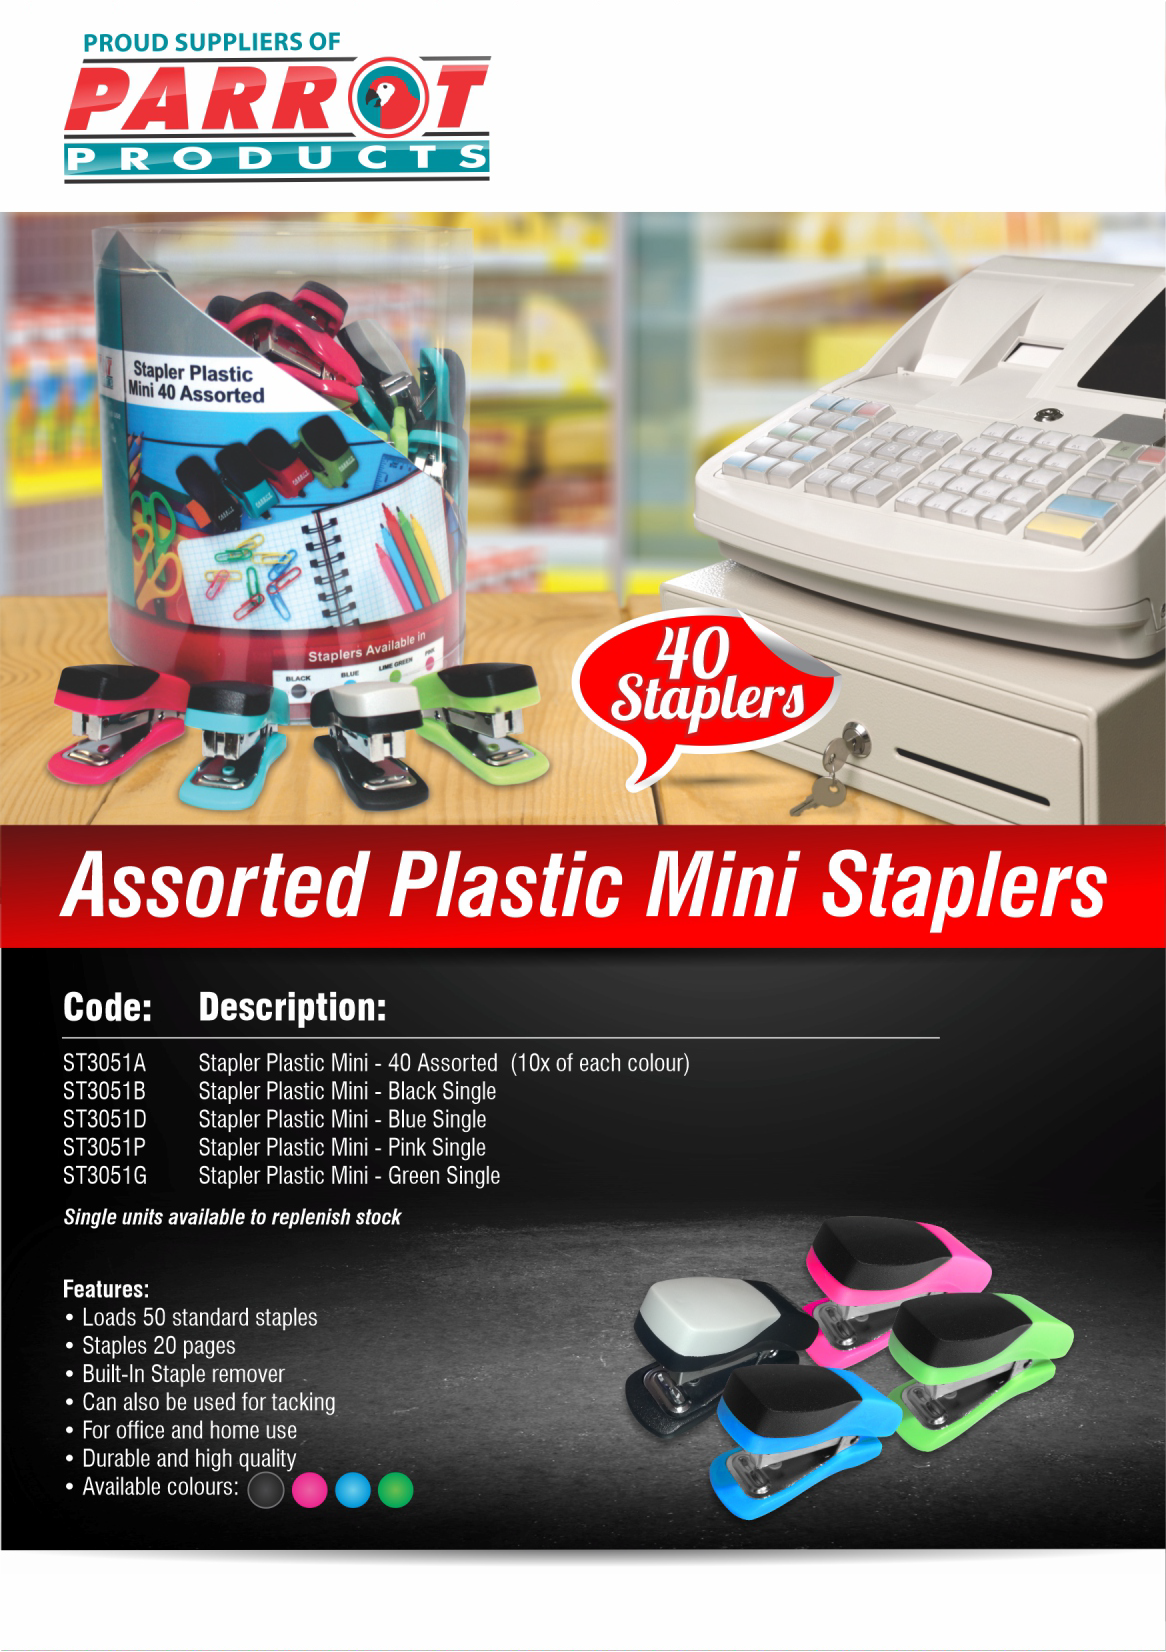 PROUD SUPPLIERS OF
PARROT
PRODUCTS
Stapler Plastic
Mini 40 Assorted
Staplers Available in
BLACK
BLUE
LIME GREEN
PINK
40
Staplers
Assorted Plastic Mini Staplers
Code: Description:
ST3051A Stapler Plastic Mini - 40 Assorted (10x of each colour)
ST3051B Stapler Plastic Mini - Black Single
ST3051D Stapler Plastic Mini - Blue Single
ST3051P Stapler Plastic Mini - Pink Single
ST3051G Stapler Plastic Mini - Green Single
Single units available to replenish stock
Features:
• Loads 50 standard staples
• Staples 20 pages
• Built-In Staple remover
• Can also be used for tacking
• For office and home use
• Durable and high quality
• Available colours: